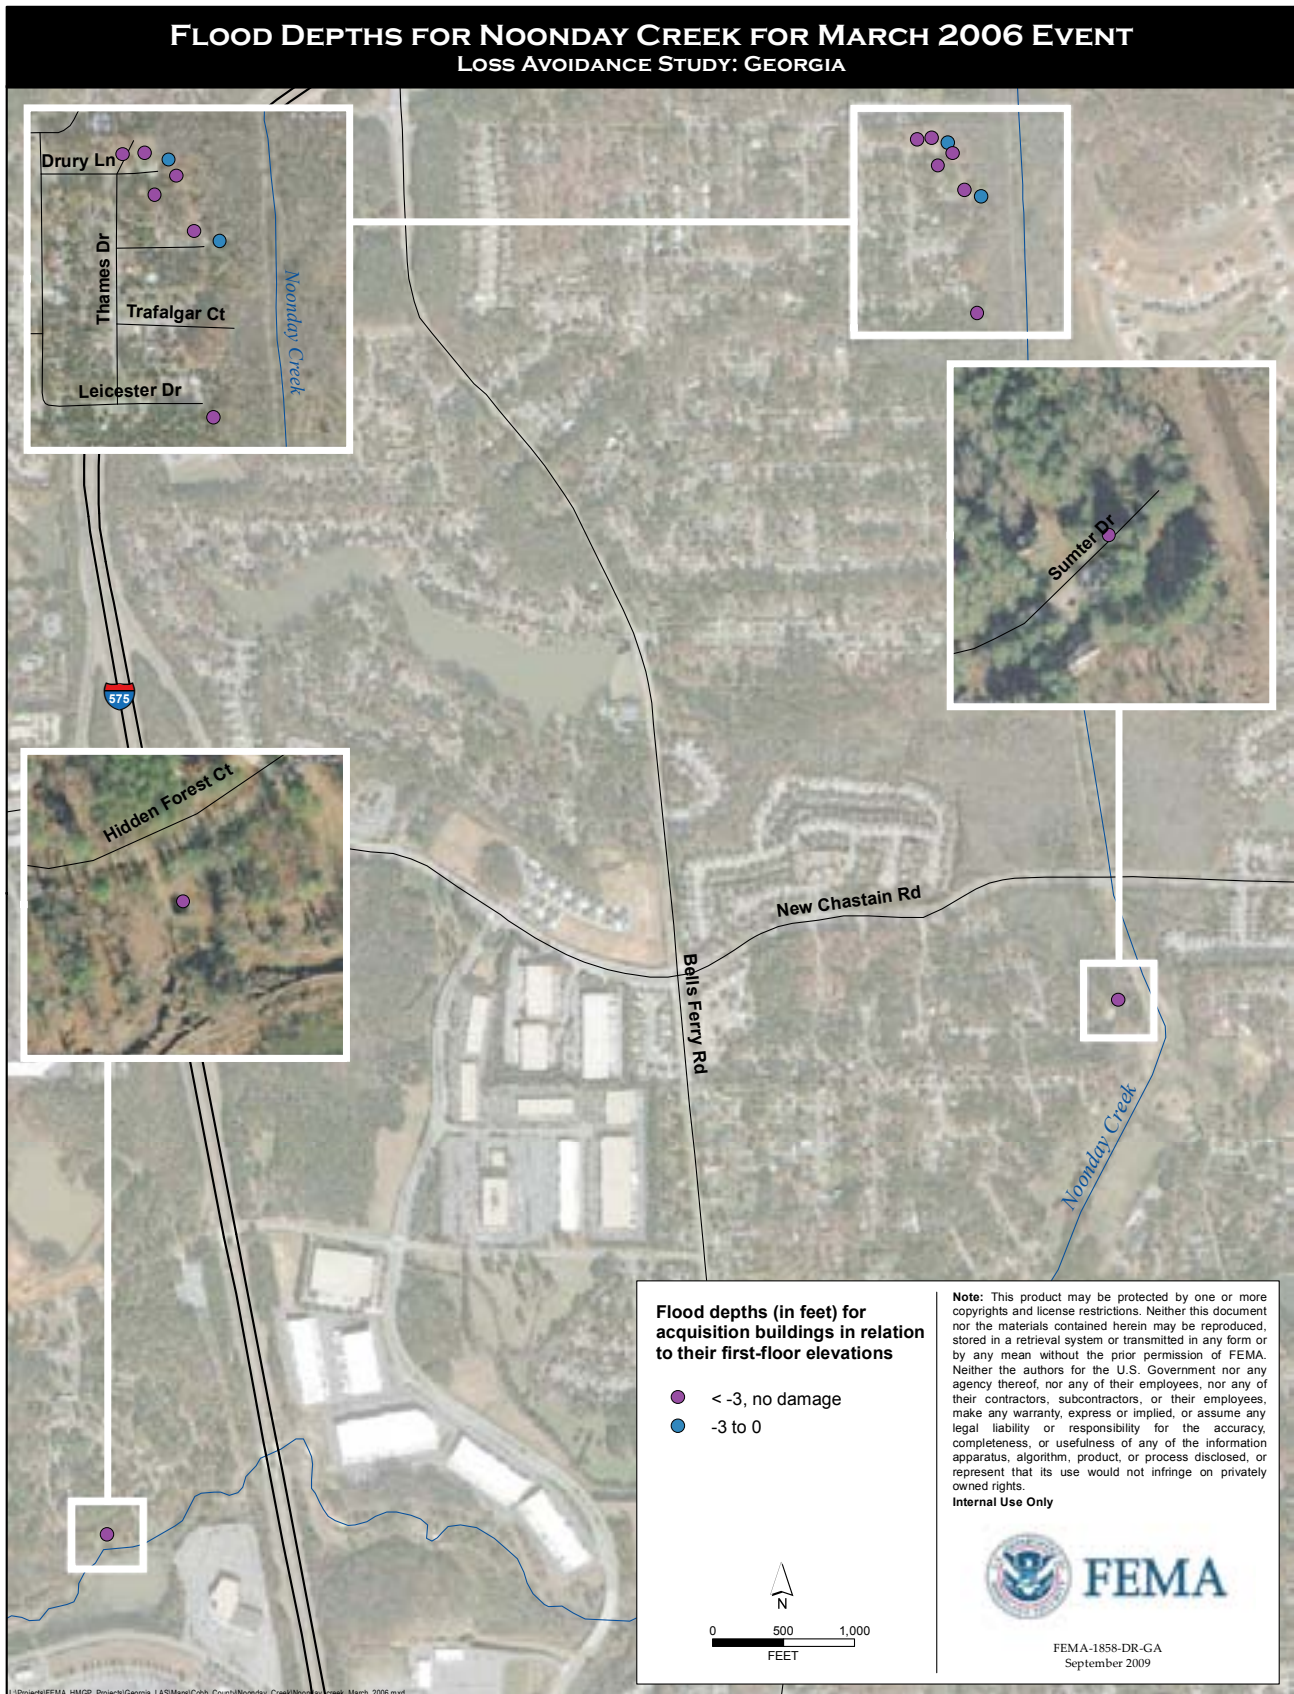 FLOOD DEPTHS FOR NOONDAY CREEK FOR MARCH 2006 EVENT
LOSS AVOIDANCE STUDY: GEORGIA
Drury Ln
Thames Dr
Trafalgar Ct
Leicester Dr
Noonday Creek
Sumter Dr
575
Hidden Forest Ct
New Chastain Rd
Bells Ferry Rd
Noonday Creek
Flood depths (in feet) for
acquisition buildings in relation
to their first-floor elevations
< -3, no damage
-3 to 0
N
0 500 1,000
FEET
Note: This product may be protected by one or more
copyrights and license restrictions. Neither this document
nor the materials contained herein may be reproduced,
stored in a retrieval system or transmitted in any form or
by any mean without the prior permission of FEMA.
Neither the authors for the U.S. Government nor any
agency thereof, nor any of their employees, nor any of
their contractors, subcontractors, or their employees,
make any warranty, express or implied, or assume any
legal liability or responsibility for the accuracy,
completeness, or usefulness of any of the information
apparatus, algorithm, product, or process disclosed, or
represent that its use would not infringe on privately
owned rights.
Internal Use Only
FEMA
FEMA-1858-DR-GA
September 2009